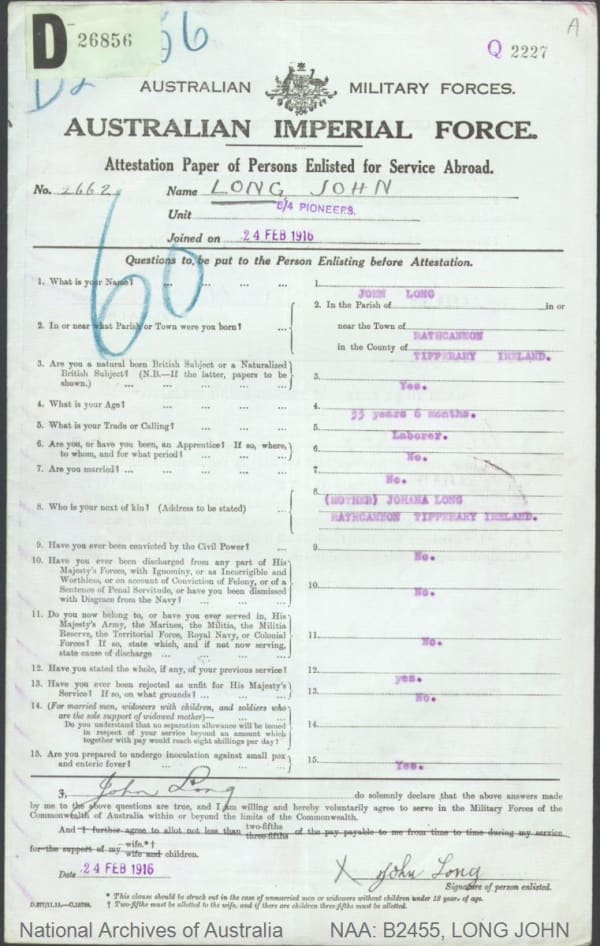 D 26856
Q 2227
A
AUSTRALIAN MILITARY FORCES.
AUSTRALIAN IMPERIAL FORCE.
Attestation Paper of Persons Enlisted for Service Abroad.
No. 2662 Name LONG JOHN
Unit 6/4 PIONEERS.
Joined on 24 FEB 1916
60
Questions to be put to the Person Enlisting before Attestation.
1. What is your Name? ... ... ... 1. JOHN LONG
2. In or near what Parish or Town were you born? ... 2. In the Parish of in or
near the Town of RATHCANNON
in the County of TIPPERARY IRELAND.
3. Are you a natural born British Subject or a Naturalized
British Subject? (N.B.—If the latter, papers to be
shown.) ... ... ... ... ... 3. Yes.
4. What is your Age? ... ... ... ... 4. 33 years 6 months.
5. What is your Trade or Calling? ... ... ... 5. Laborer.
6. Are you, or have you been, an Apprentice? If so, where,
to whom, and for what period? ... ... ... 6. No.
7. Are you married? ... ... ... ... ... 7. No.
8. Who is your next of kin? (Address to be stated) ... 8. (MOTHER) JOHANA LONG
RATHCANNON TIPPERARY IRELAND.
9. Have you ever been convicted by the Civil Power? ... 9. No.
10. Have you ever been discharged from any part of His
Majesty's Forces, with Ignominy, or as Incorrigible and
Worthless, or on account of Conviction of Felony, or of a
Sentence of Penal Servitude, or have you been dismissed
with Disgrace from the Navy? ... ... ... 10. No.
11. Do you now belong to, or have you ever served in, His
Majesty's Army, the Marines, the Militia, the Militia
Reserve, the Territorial Force, Royal Navy, or Colonial
Forces? If so, state which, and if not now serving,
state cause of discharge ... ... ... ... 11. No.
12. Have you stated the whole, if any, of your previous service? 12. yes.
13. Have you ever been rejected as unfit for His Majesty's
Service? If so, on what grounds? ... ... ... 13. No.
14. (For married men, widowers with children, and soldiers who
are the sole support of widowed mother)—
Do you understand that no separation allowance will be issued
in respect of your service beyond an amount which
together with pay would reach eight shillings per day? 14.
15. Are you prepared to undergo inoculation against small pox
and enteric fever? ... ... ... ... 15. Yes.
I, John Long do solemnly declare that the above answers made
by me to the above questions are true, and I am willing and hereby voluntarily agree to serve in the Military Forces of the
Commonwealth of Australia within or beyond the limits of the Commonwealth.
And I further agree to allot not less than two-fifths three-fifths of the pay payable to me from time to time during my service
for the support of my wife.*† wife and children.
Date 24 FEB 1916 X John Long
Signature of person enlisted.
* This clause should be struck out in the case of unmarried men or widowers without children under 18 year. of age.
† Two-fifths must be allotted to the wife, and if there are children three-fifths must be allotted.
National Archives of Australia NAA: B2455, LONG JOHN